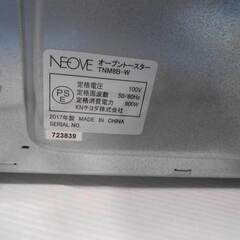 NEOVE オーブントースター
TNM8B-W
定格電圧 100V
定格周波数 50-60Hz
定格消費電力 800W
KNチヨダ株式会社
PS
E
2017年製 MADE IN CHINA
SERIAL NO.
723839